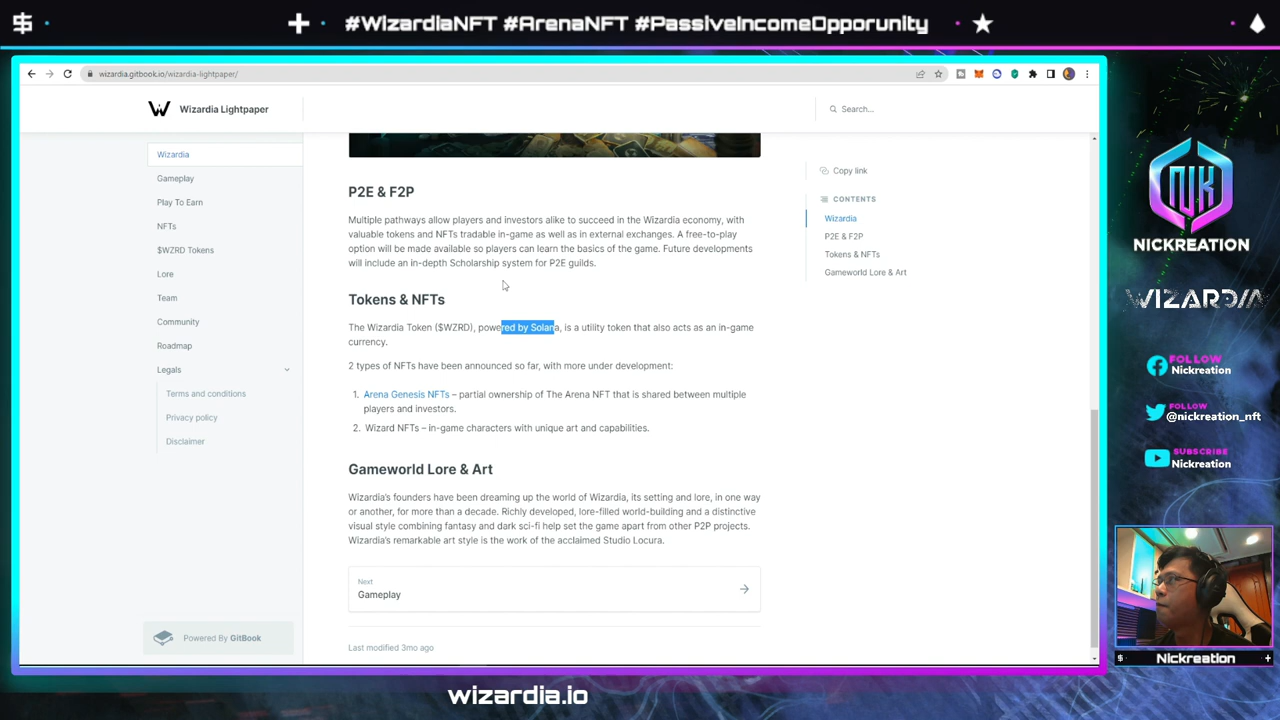 #WizardiaNFT #ArenaNFT #PassiveIncomeOpporunity
wizardia.gitbook.io/wizardia-lightpaper/
Wizardia Lightpaper
Search...
Wizardia
Gameplay
Play To Earn
NFTs
$WZRD Tokens
Lore
Team
Community
Roadmap
Legals
Terms and conditions
Privacy policy
Disclaimer
Powered By GitBook
P2E & F2P
Multiple pathways allow players and investors alike to succeed in the Wizardia economy, with
valuable tokens and NFTs tradable in-game as well as in external exchanges. A free-to-play
option will be made available so players can learn the basics of the game. Future developments
will include an in-depth Scholarship system for P2E guilds.
Tokens & NFTs
The Wizardia Token ($WZRD), powered by Solana, is a utility token that also acts as an in-game
currency.
2 types of NFTs have been announced so far, with more under development:
1. Arena Genesis NFTs – partial ownership of The Arena NFT that is shared between multiple
players and investors.
2. Wizard NFTs – in-game characters with unique art and capabilities.
Gameworld Lore & Art
Wizardia's founders have been dreaming up the world of Wizardia, its setting and lore, in one way
or another, for more than a decade. Richly developed, lore-filled world-building and a distinctive
visual style combining fantasy and dark sci-fi help set the game apart from other P2P projects.
Wizardia's remarkable art style is the work of the acclaimed Studio Locura.
Next
Gameplay
Last modified 3mo ago
Copy link
CONTENTS
Wizardia
P2E & F2P
Tokens & NFTs
Gameworld Lore & Art
NIK
NICKREATION
WIZARDIA
FOLLOW
Nickreation
FOLLOW
@nickreation_nft
SUBSCRIBE
Nickreation
$ Nickreation +
wizardia.io